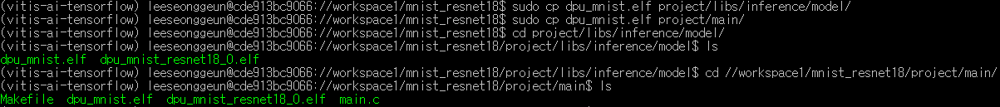 (vitis-ai-tensorflow) leeseonggeun@cde913bc9066://workspace1/mnist_resnet18$ sudo cp dpu_mnist.elf project/libs/inference/model/
(vitis-ai-tensorflow) leeseonggeun@cde913bc9066://workspace1/mnist_resnet18$ sudo cp dpu_mnist.elf project/main/
(vitis-ai-tensorflow) leeseonggeun@cde913bc9066://workspace1/mnist_resnet18$ cd project/libs/inference/model/
(vitis-ai-tensorflow) leeseonggeun@cde913bc9066://workspace1/mnist_resnet18/project/libs/inference/model$ ls
dpu_mnist.elf  dpu_mnist_resnet18_0.elf
(vitis-ai-tensorflow) leeseonggeun@cde913bc9066://workspace1/mnist_resnet18/project/libs/inference/model$ cd //workspace1/mnist_resnet18/project/main/
(vitis-ai-tensorflow) leeseonggeun@cde913bc9066://workspace1/mnist_resnet18/project/main$ ls
Makefile  dpu_mnist.elf  dpu_mnist_resnet18_0.elf  main.c